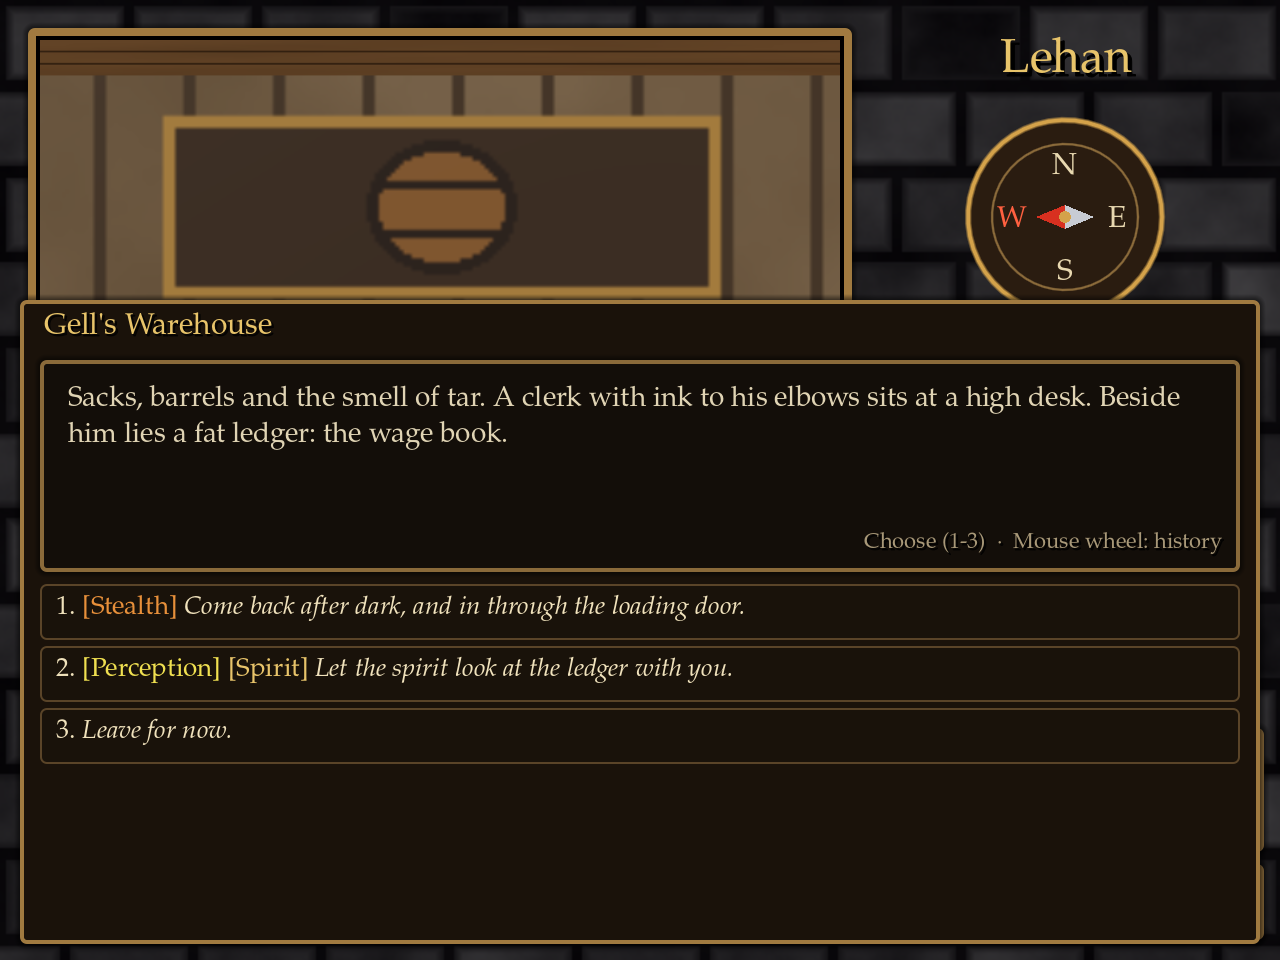 Lehan
N
W E
S
Gell's Warehouse
Sacks, barrels and the smell of tar. A clerk with ink to his elbows sits at a high desk. Beside
him lies a fat ledger: the wage book.
Choose (1-3) · Mouse wheel: history
1. [Stealth] Come back after dark, and in through the loading door.
2. [Perception] [Spirit] Let the spirit look at the ledger with you.
3. Leave for now.